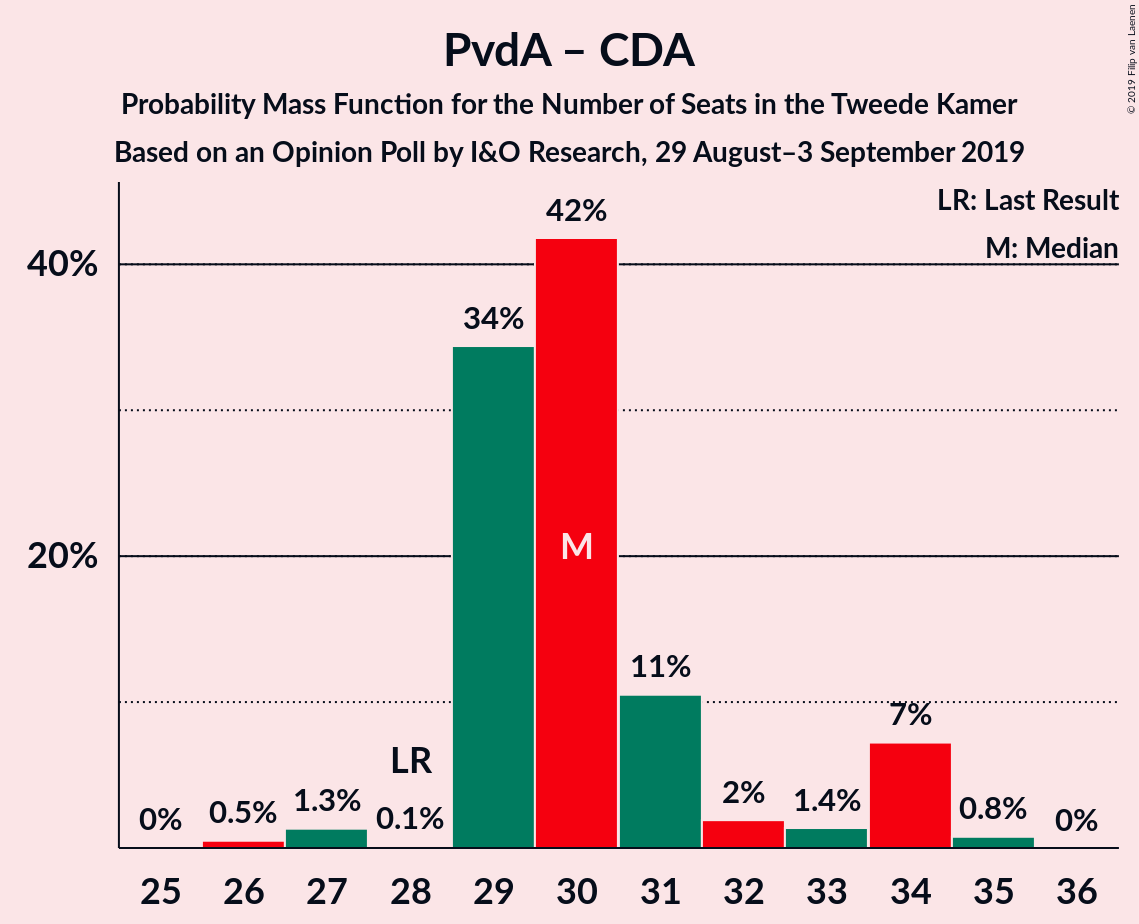 PvdA – CDA
Probability Mass Function for the Number of Seats in the Tweede Kamer
Based on an Opinion Poll by I&O Research, 29 August–3 September 2019
© 2019 Filip van Laenen
LR: Last Result
M: Median
40%
20%
0%
0.5%
1.3%
LR
0.1%
34%
42%
M
11%
2%
1.4%
7%
0.8%
0%
25 26 27 28 29 30 31 32 33 34 35 36